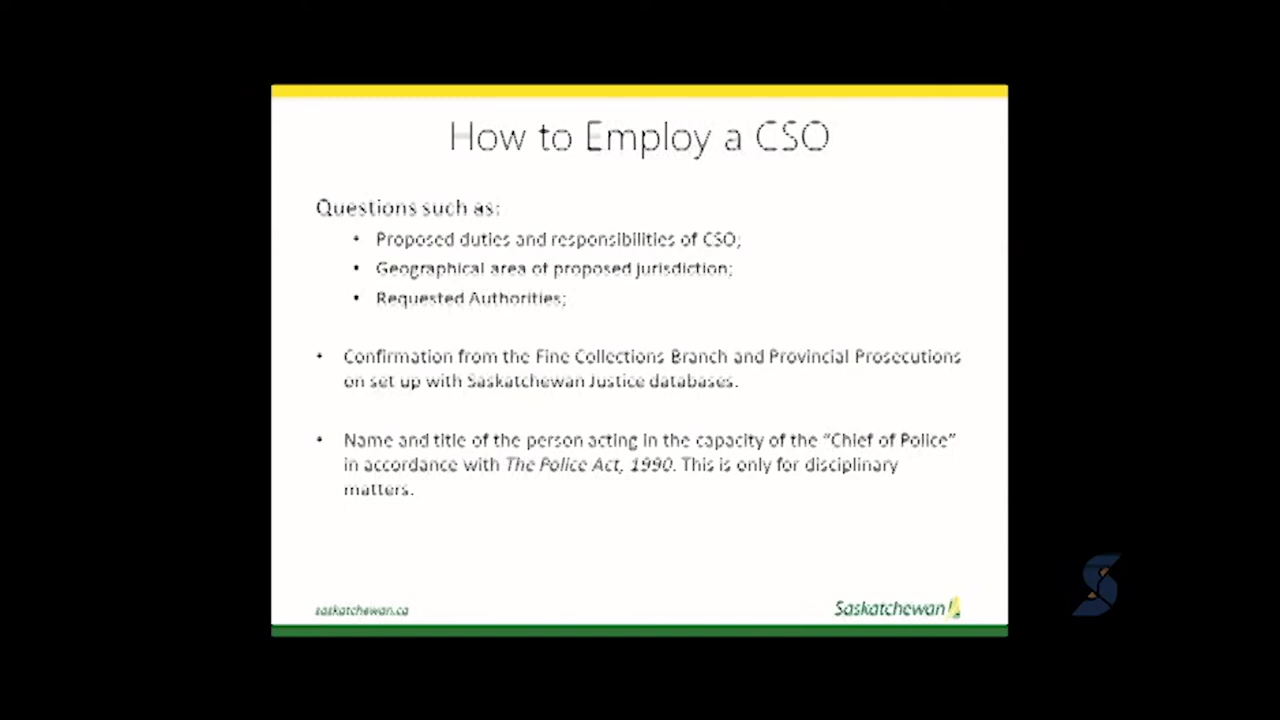 How to Employ a CSO
Questions such as:
• Proposed duties and responsibilities of CSO;
• Geographical area of proposed jurisdiction;
• Requested Authorities;
• Confirmation from the Fine Collections Branch and Provincial Prosecutions
on set up with Saskatchewan Justice databases.
• Name and title of the person acting in the capacity of the “Chief of Police”
in accordance with The Police Act, 1990. This is only for disciplinary
matters.
saskatchewan.ca
Saskatchewan